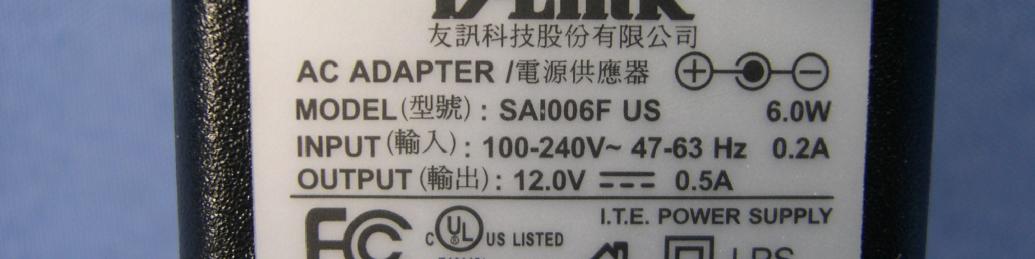 D-Link
友訊科技股份有限公司
AC ADAPTER /電源供應器
MODEL(型號) : SAI006F US 6.0W
INPUT(輸入) : 100-240V~ 47-63 Hz 0.2A
OUTPUT(輸出) : 12.0V 0.5A
I.T.E. POWER SUPPLY
FC C UL US LISTED
LPS